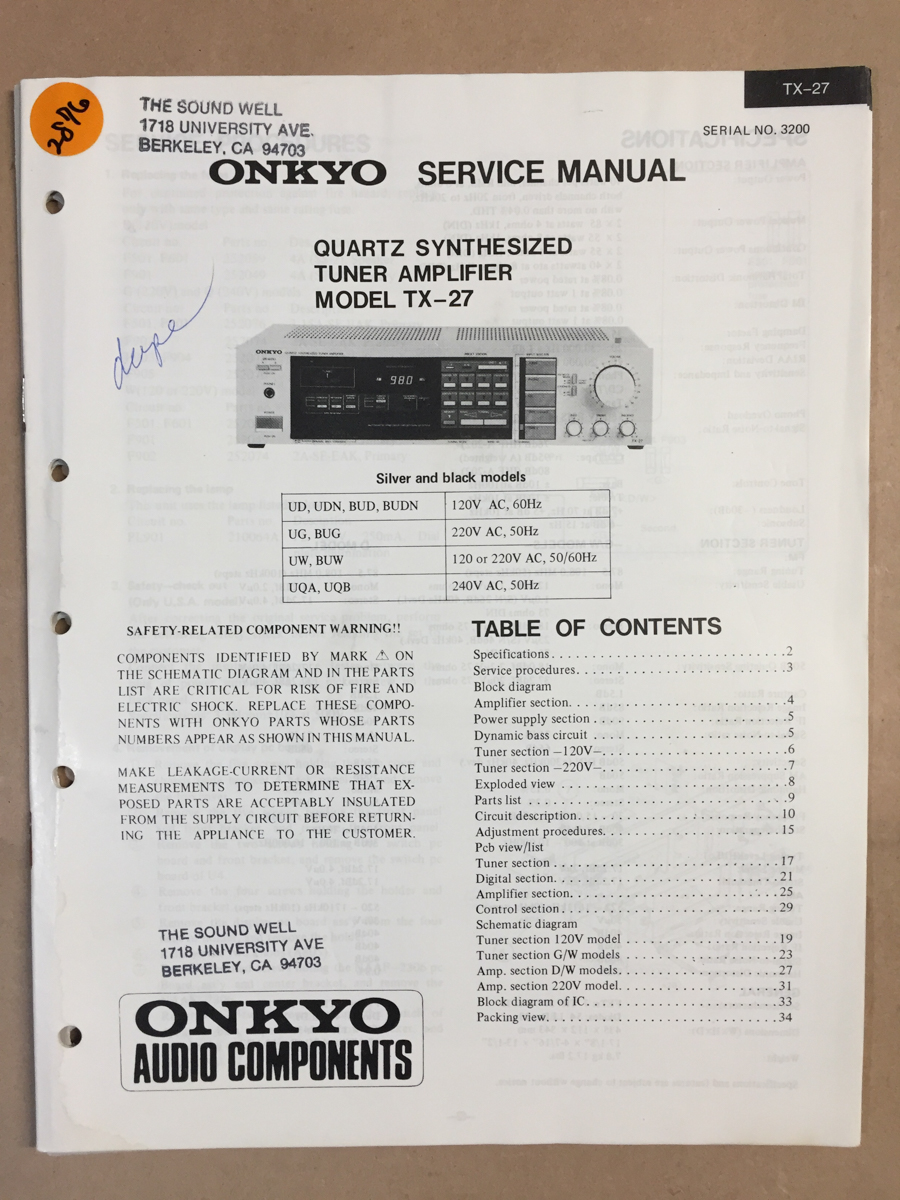 2876
THE SOUND WELL
1718 UNIVERSITY AVE.
BERKELEY, CA 94703
TX-27
SERIAL NO. 3200
ONKYO SERVICE MANUAL
QUARTZ SYNTHESIZED
TUNER AMPLIFIER
MODEL TX-27
dupe
ONKYO
980
TX-27
Silver and black models
UD, UDN, BUD, BUDN 120V AC, 60Hz
UG, BUG 220V AC, 50Hz
UW, BUW 120 or 220V AC, 50/60Hz
UQA, UQB 240V AC, 50Hz
SAFETY-RELATED COMPONENT WARNING!!
COMPONENTS IDENTIFIED BY MARK ⚠ ON
THE SCHEMATIC DIAGRAM AND IN THE PARTS
LIST ARE CRITICAL FOR RISK OF FIRE AND
ELECTRIC SHOCK. REPLACE THESE COMPO-
NENTS WITH ONKYO PARTS WHOSE PARTS
NUMBERS APPEAR AS SHOWN IN THIS MANUAL.
MAKE LEAKAGE-CURRENT OR RESISTANCE
MEASUREMENTS TO DETERMINE THAT EX-
POSED PARTS ARE ACCEPTABLY INSULATED
FROM THE SUPPLY CIRCUIT BEFORE RETURN-
ING THE APPLIANCE TO THE CUSTOMER.
TABLE OF CONTENTS
Specifications. . . . . . . . . . . . . . . . . . . . . . . . . . .2
Service procedures. . . . . . . . . . . . . . . . . . . . . . . .3
Block diagram
Amplifier section. . . . . . . . . . . . . . . . . . . . . . . . .4
Power supply section . . . . . . . . . . . . . . . . . . . . . .5
Dynamic bass circuit . . . . . . . . . . . . . . . . . . . . . .5
Tuner section –120V–. . . . . . . . . . . . . . . . . . . . .6
Tuner section –220V–. . . . . . . . . . . . . . . . . . . . .7
Exploded view . . . . . . . . . . . . . . . . . . . . . . . . . .8
Parts list . . . . . . . . . . . . . . . . . . . . . . . . . . . . . .9
Circuit description. . . . . . . . . . . . . . . . . . . . . . . 10
Adjustment procedures. . . . . . . . . . . . . . . . . . . . 15
Pcb view/list
Tuner section . . . . . . . . . . . . . . . . . . . . . . . . . . 17
Digital section. . . . . . . . . . . . . . . . . . . . . . . . . . 21
Amplifier section. . . . . . . . . . . . . . . . . . . . . . . . 25
Control section. . . . . . . . . . . . . . . . . . . . . . . . . 29
Schematic diagram
Tuner section 120V model . . . . . . . . . . . . . . . . . 19
Tuner section G/W models . . . . . . . . . . . . . . . . . 23
Amp. section D/W models. . . . . . . . . . . . . . . . . . 27
Amp. section 220V model. . . . . . . . . . . . . . . . . . 31
Block diagram of IC. . . . . . . . . . . . . . . . . . . . . . 33
Packing view. . . . . . . . . . . . . . . . . . . . . . . . . . . 34
THE SOUND WELL
1718 UNIVERSITY AVE
BERKELEY, CA 94703
ONKYO
AUDIO COMPONENTS